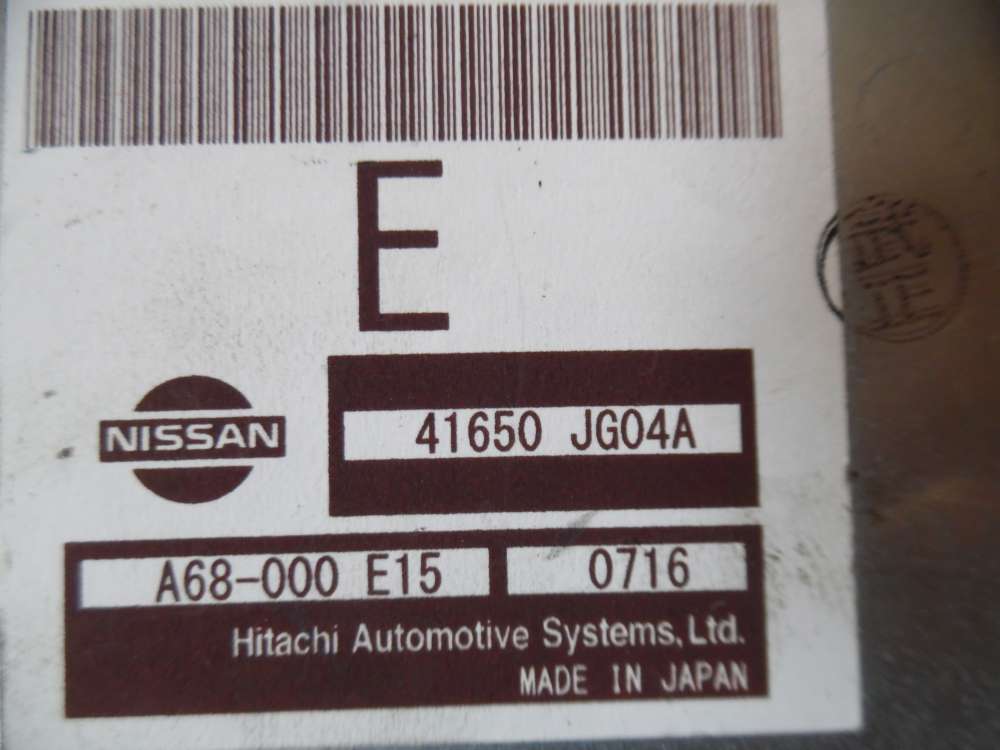 E
NISSAN
41650 JG04A
A68-000 E15
0716
Hitachi Automotive Systems, Ltd.
MADE IN JAPAN